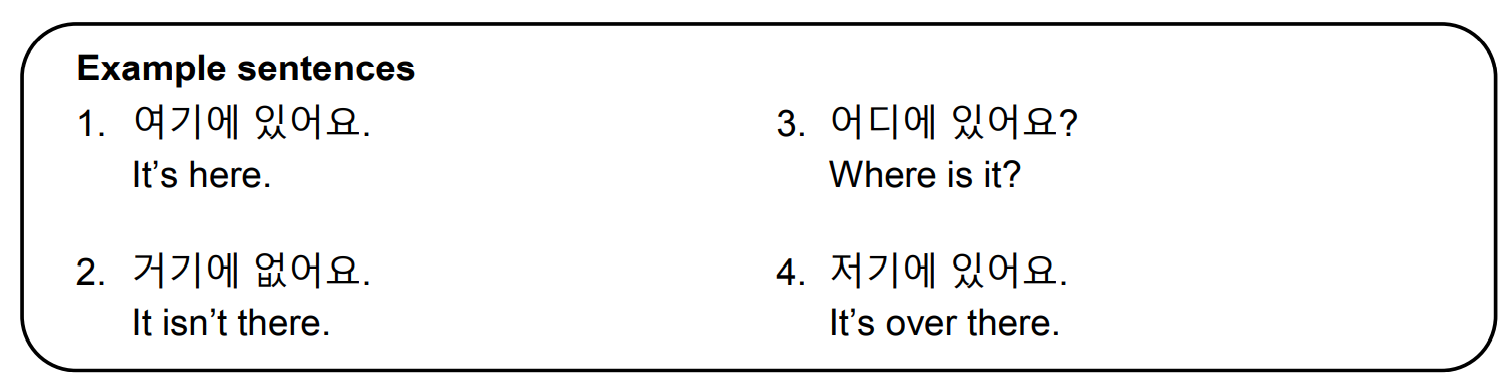 Example sentences
1. 여기에 있어요.
It’s here.
2. 거기에 없어요.
It isn’t there.
3. 어디에 있어요?
Where is it?
4. 저기에 있어요.
It’s over there.